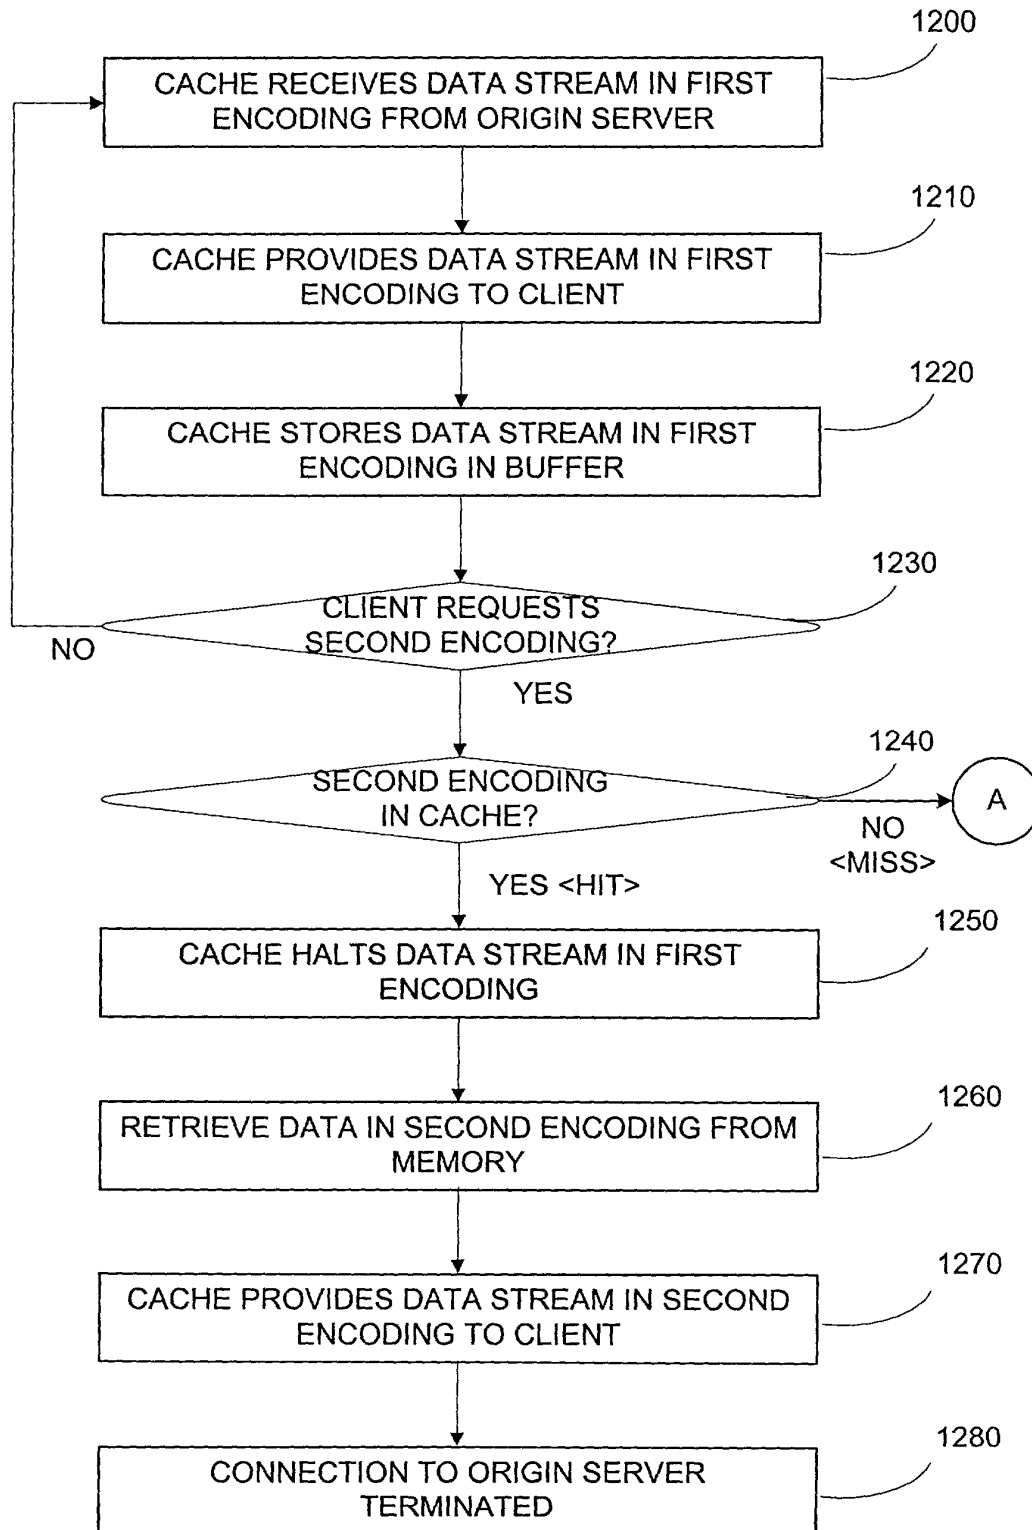 1200
CACHE RECEIVES DATA STREAM IN FIRST
ENCODING FROM ORIGIN SERVER
1210
CACHE PROVIDES DATA STREAM IN FIRST
ENCODING TO CLIENT
1220
CACHE STORES DATA STREAM IN FIRST
ENCODING IN BUFFER
1230
CLIENT REQUESTS
SECOND ENCODING?
NO
YES
1240
SECOND ENCODING
IN CACHE?
A
NO
<MISS>
YES <HIT>
1250
CACHE HALTS DATA STREAM IN FIRST
ENCODING
1260
RETRIEVE DATA IN SECOND ENCODING FROM
MEMORY
1270
CACHE PROVIDES DATA STREAM IN SECOND
ENCODING TO CLIENT
1280
CONNECTION TO ORIGIN SERVER
TERMINATED